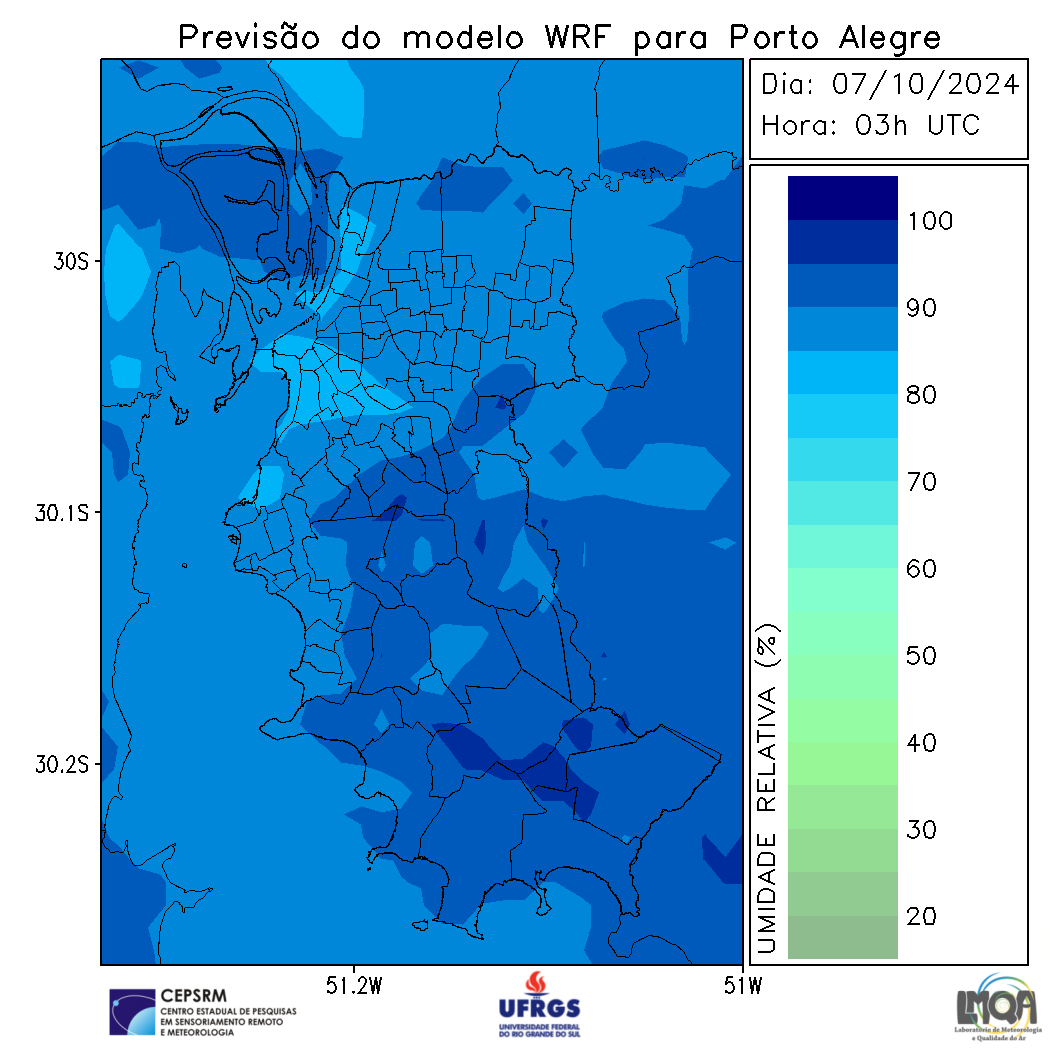 Previsão do modelo WRF para Porto Alegre
Dia: 07/10/2024
Hora: 03h UTC
100
90
80
70
60
50
40
30
20
UMIDADE RELATIVA (%)
30S
30.1S
30.2S
51.2W
51W
CEPSRM
CENTRO ESTADUAL DE PESQUISAS
EM SENSORIAMENTO REMOTO
E METEOROLOGIA
UFRGS
UNIVERSIDADE FEDERAL
DO RIO GRANDE DO SUL
LMQA
Laboratório de Meteorologia
e Qualidade do Ar